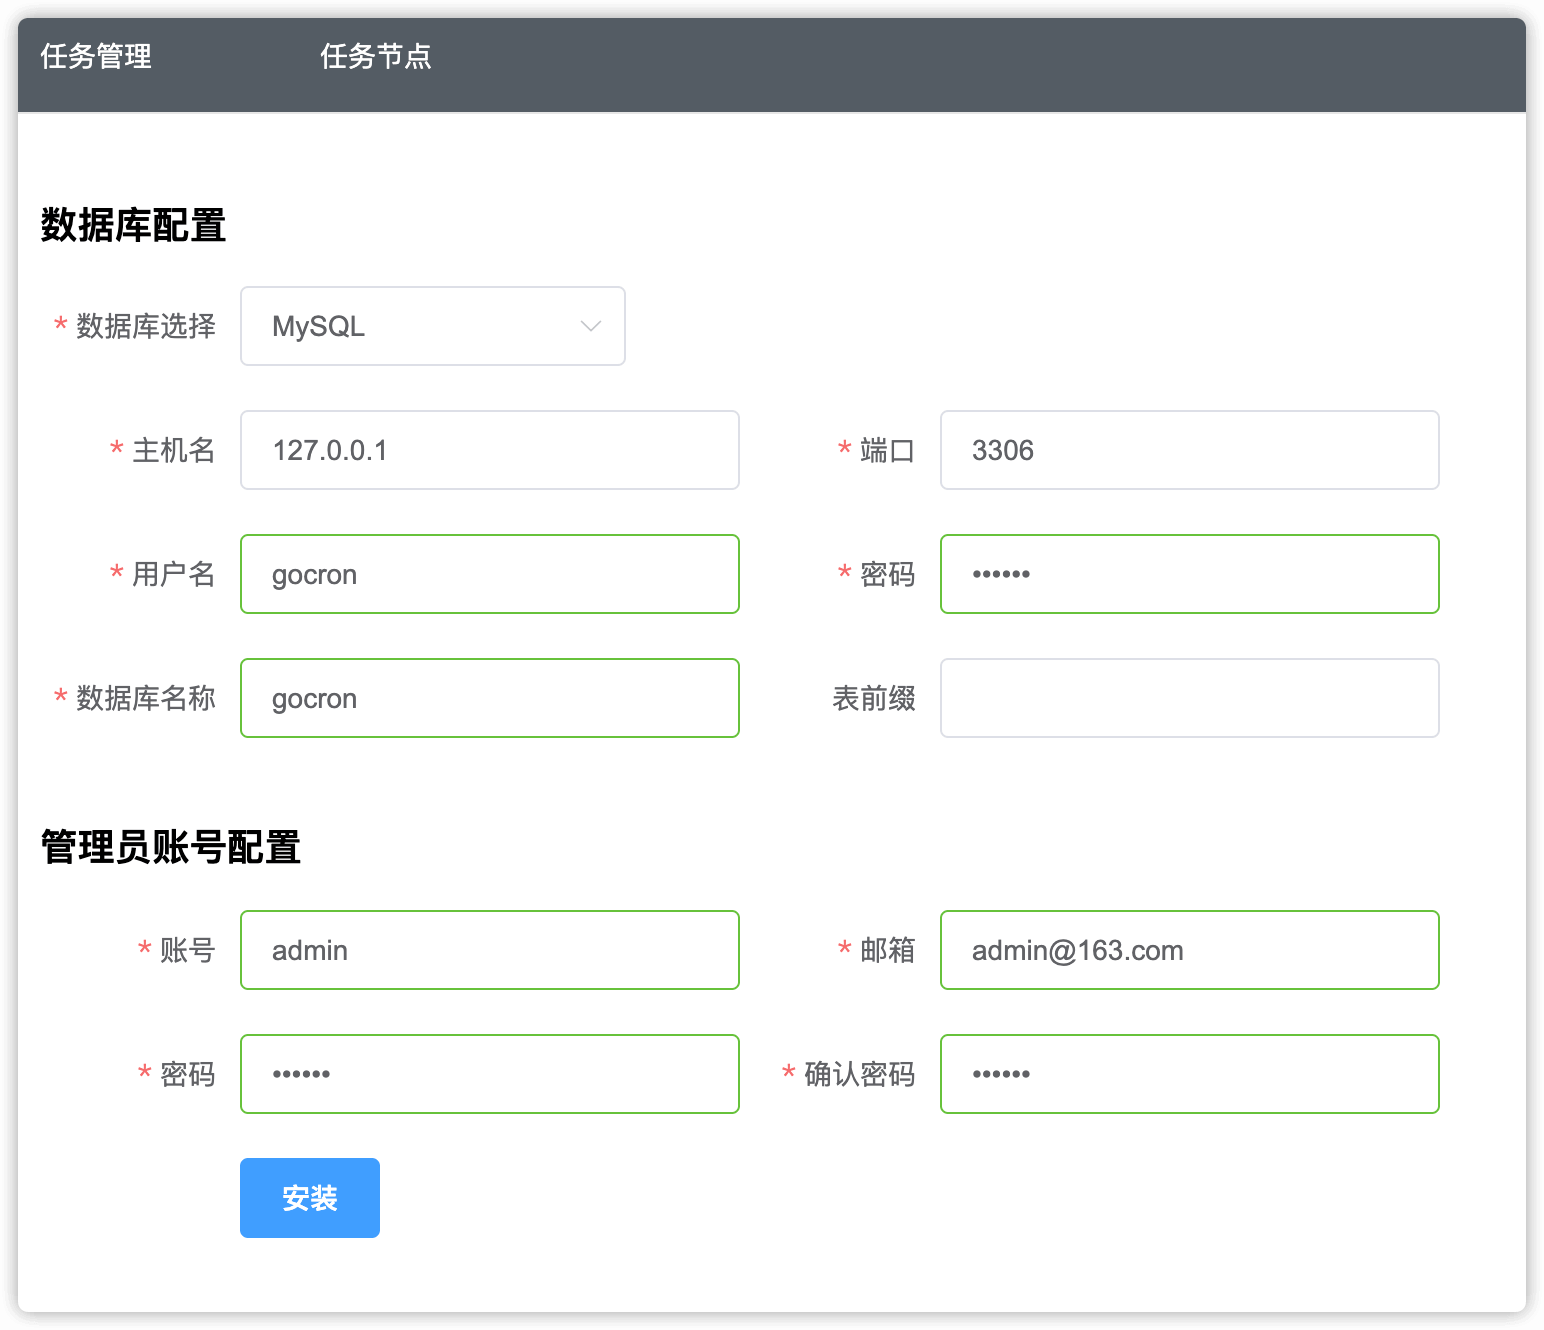 任务管理 任务节点
数据库配置
* 数据库选择 MySQL
* 主机名 127.0.0.1 * 端口 3306
* 用户名 gocron * 密码 ••••••
* 数据库名称 gocron 表前缀
管理员账号配置
* 账号 admin * 邮箱 admin@163.com
* 密码 •••••• * 确认密码 ••••••
安装